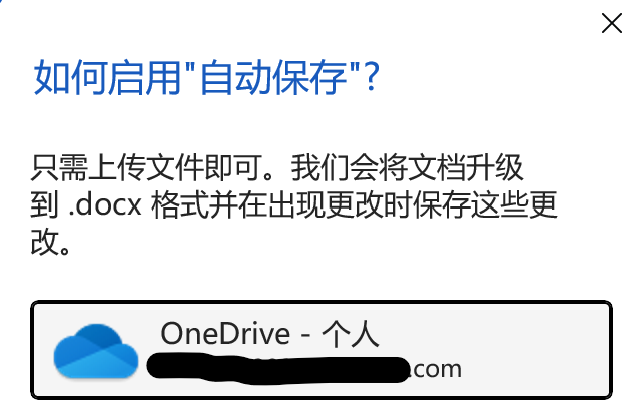 如何启用"自动保存"?
只需上传文件即可。我们会将文档升级
到 .docx 格式并在出现更改时保存这些更
改。
OneDrive - 个人
.com